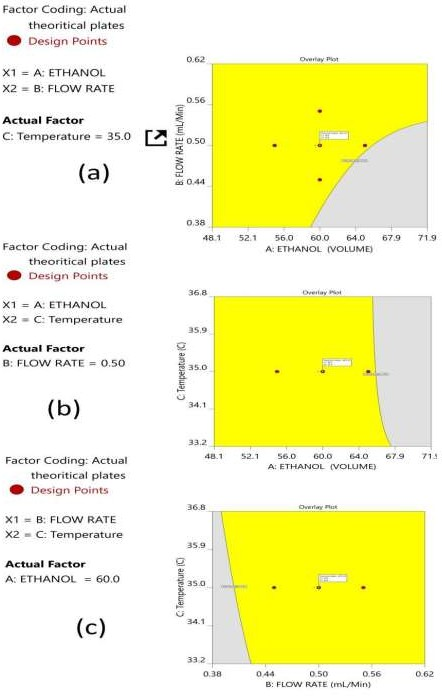 Factor Coding: Actual
theoritical plates
Design Points
X1 = A: ETHANOL
X2 = B: FLOW RATE
Actual Factor
C: Temperature = 35.0
(a)
Overlay Plot
B: FLOW RATE (mL/Min)
0.62
0.56
0.50
0.44
0.38
48.1 52.1 56.0 60.0 64.0 67.9 71.9
A: ETHANOL (VOLUME)
Factor Coding: Actual
theoritical plates
Design Points
X1 = A: ETHANOL
X2 = C: Temperature
Actual Factor
B: FLOW RATE = 0.50
(b)
Overlay Plot
C: Temperature (C)
36.8
35.9
35.0
34.1
33.2
48.1 52.1 56.0 60.0 64.0 67.9 71.9
A: ETHANOL (VOLUME)
Factor Coding: Actual
theoritical plates
Design Points
X1 = B: FLOW RATE
X2 = C: Temperature
Actual Factor
A: ETHANOL = 60.0
(c)
Overlay Plot
C: Temperature (C)
36.8
35.9
35.0
34.1
33.2
0.38 0.44 0.50 0.56 0.62
B: FLOW RATE (mL/Min)